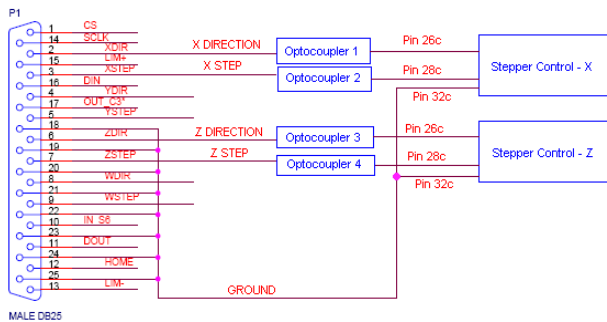 P1
1 CS
14 SCLK
2 XDIR
15 LIM+
3 XSTEP
16 DIN
4 YDIR
17 OUT_C3*
5 YSTEP
18
6 ZDIR
19
7 ZSTEP
20
8 WDIR
21
9 WSTEP
22
10 IN_S6
23
11 DOUT
24
12 HOME
25
13 LIM-
MALE DB25
X DIRECTION
X STEP
Z DIRECTION
Z STEP
GROUND
Optocoupler 1
Optocoupler 2
Optocoupler 3
Optocoupler 4
Pin 26c
Pin 28c
Pin 32c
Stepper Control - X
Pin 26c
Pin 28c
Pin 32c
Stepper Control - Z